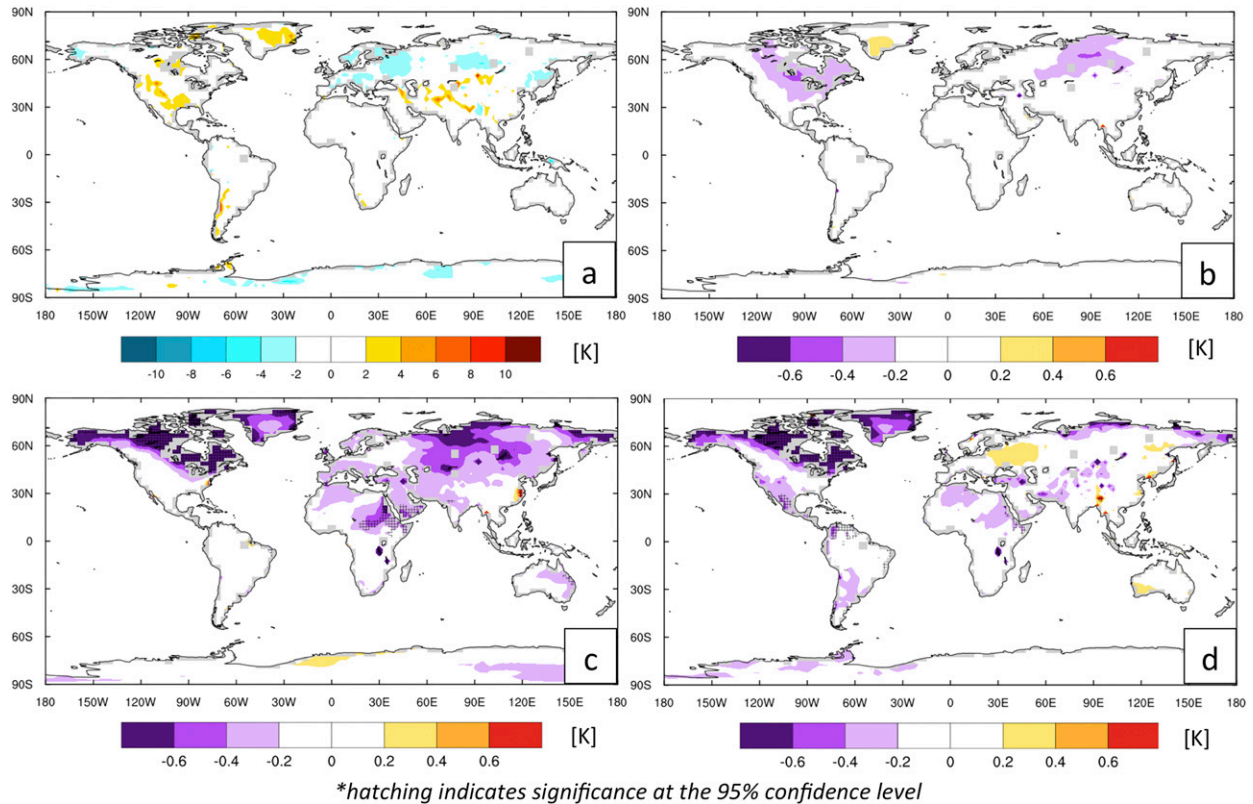 90N 90N
60N 60N
30N 30N
0 0
30S 30S
60S 60S
a b
90S 90S
180 150W 120W 90W 60W 30W 0 30E 60E 90E 120E 150E 180 180 150W 120W 90W 60W 30W 0 30E 60E 90E 120E 150E 180
[K] [K]
-10 -8 -6 -4 -2 0 2 4 6 8 10 -0.6 -0.4 -0.2 0 0.2 0.4 0.6
90N 90N
60N 60N
30N 30N
0 0
30S 30S
60S 60S
c d
90S 90S
180 150W 120W 90W 60W 30W 0 30E 60E 90E 120E 150E 180 180 150W 120W 90W 60W 30W 0 30E 60E 90E 120E 150E 180
[K] [K]
-0.6 -0.4 -0.2 0 0.2 0.4 0.6 -0.6 -0.4 -0.2 0 0.2 0.4 0.6
*hatching indicates significance at the 95% confidence level